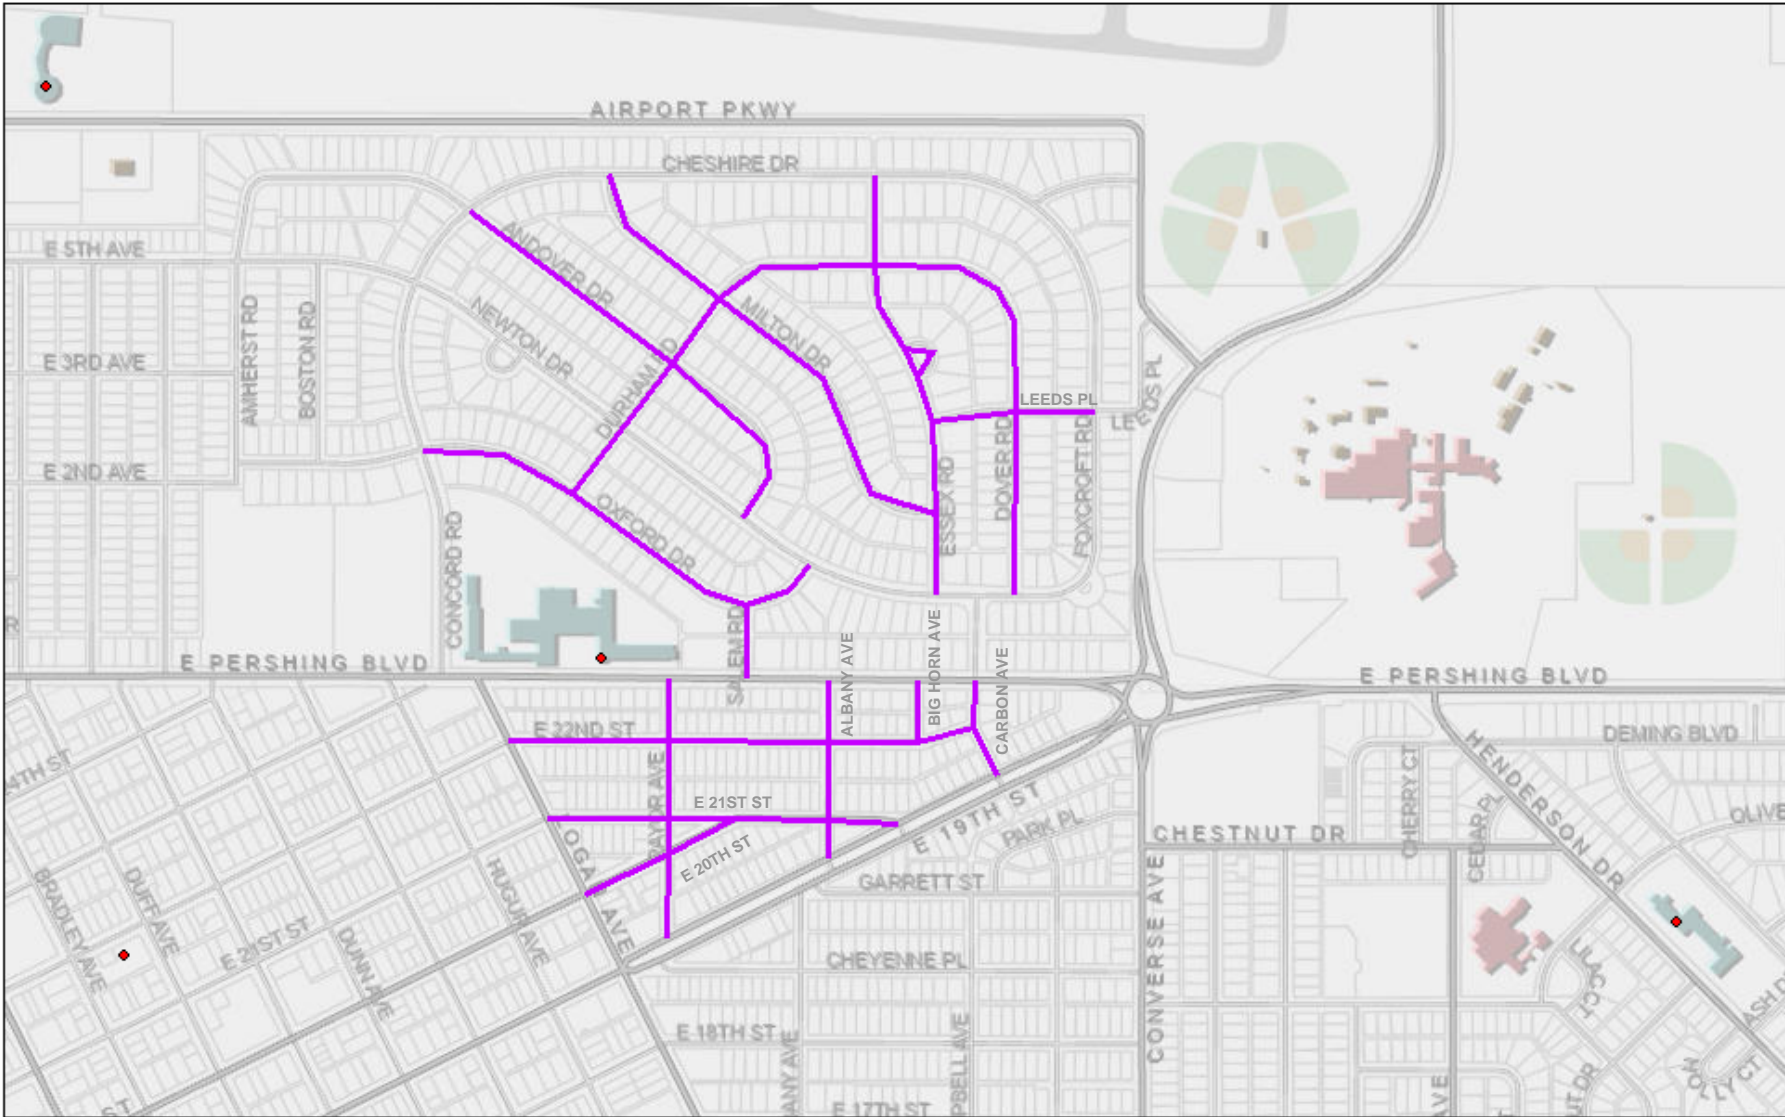 AIRPORT PKWY
CHESHIRE DR
E 5TH AVE
ANDOVER DR
AMHERST RD
BOSTON RD
NEWTON DR
MILTON DR
E 3RD AVE
DURHAM RD
LEEDS PL
LEEDS PL
E 2ND AVE
OXFORD DR
ESSEX RD
DOVER RD
FOXCROFT RD
CONCORD RD
SALEM RD
ALBANY AVE
BIG HORN AVE
CARBON AVE
E PERSHING BLVD
E PERSHING BLVD
E 22ND ST
DEMING BLVD
HENDERSON DR
CHERRY CT
CEDAR PL
E 21ST ST
E 20TH ST
E 19TH ST
PARK PL
CHESTNUT DR
LOGAN AVE
GARRETT ST
BRADLEY AVE
DUFF AVE
HUGUR AVE
E 21ST ST
DUNN AVE
CHEYENNE PL
CONVERSE AVE
LILAC CT
E 18TH ST
E 17TH ST